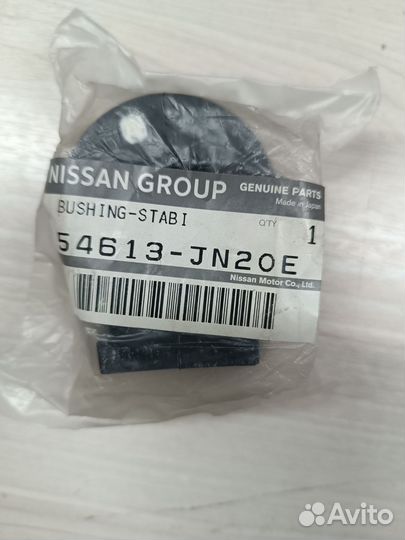 NISSAN GROUP GENUINE PARTS
Made in Japan
BUSHING-STABI Q'TY 1
54613-JN20E
Nissan Motor Co., Ltd.
Avito